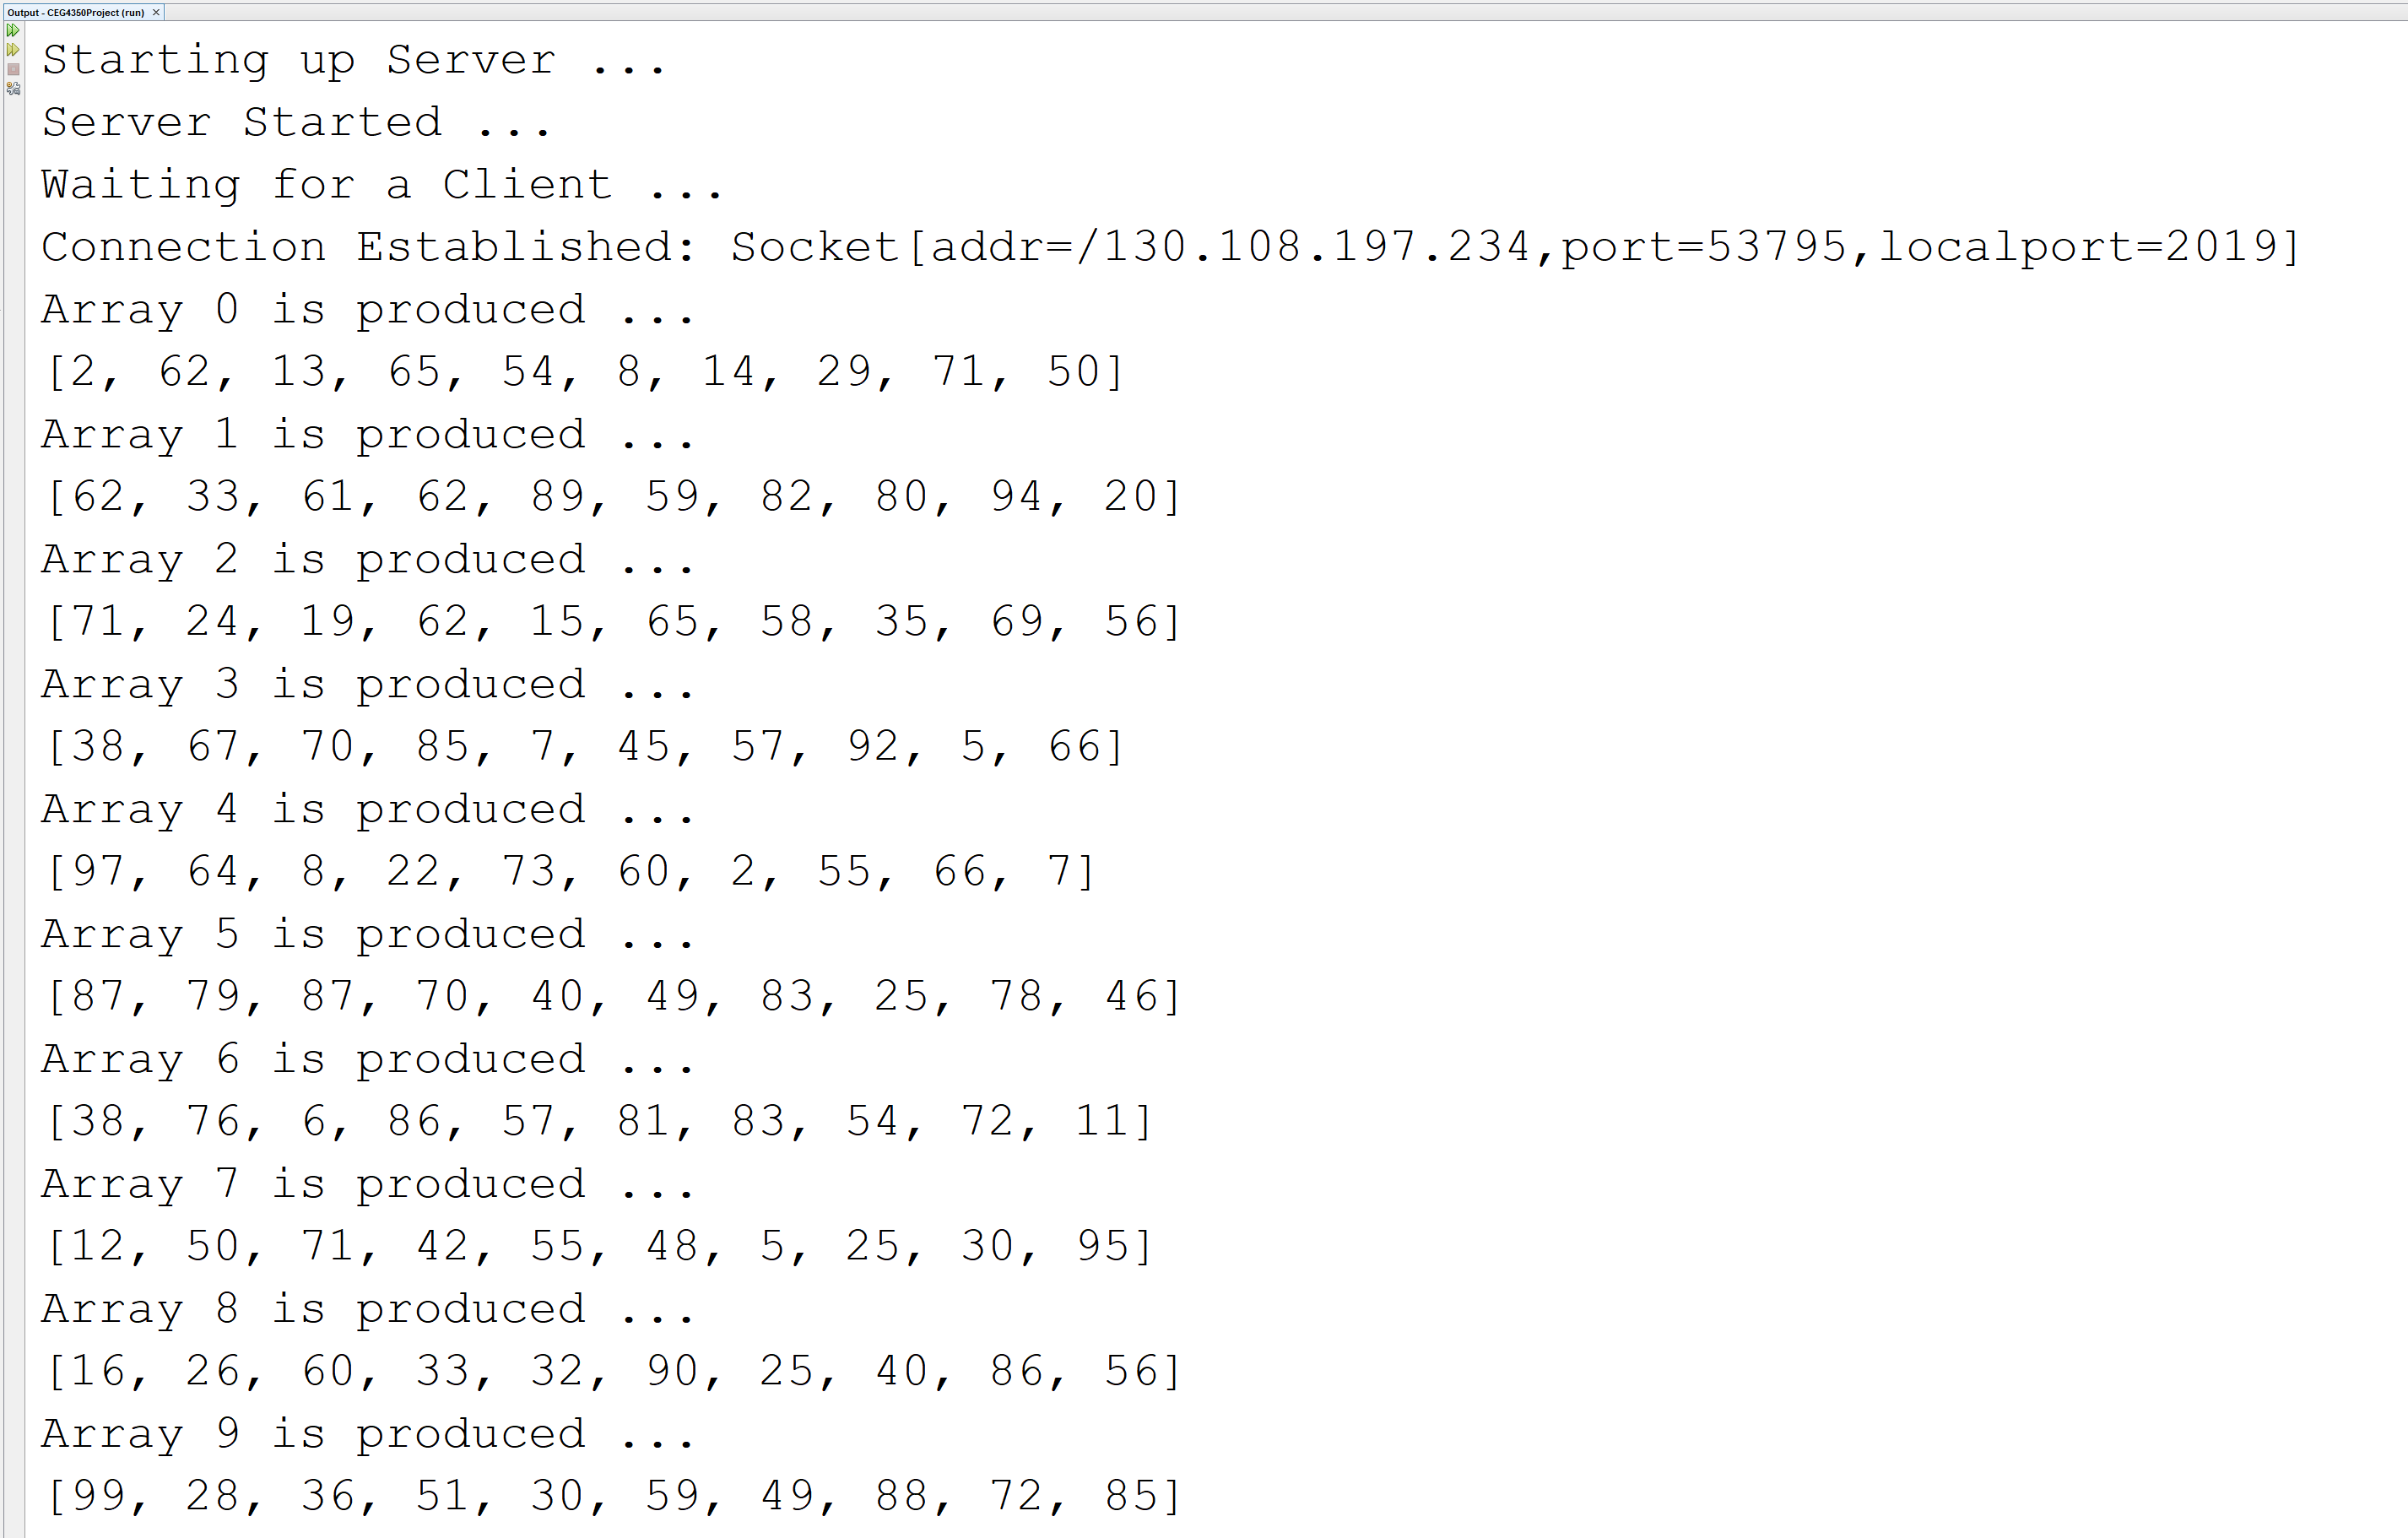 Output - CEG4350Project (run)
Starting up Server ...
Server Started ...
Waiting for a Client ...
Connection Established: Socket[addr=/130.108.197.234,port=53795,localport=2019]
Array 0 is produced ...
[2, 62, 13, 65, 54, 8, 14, 29, 71, 50]
Array 1 is produced ...
[62, 33, 61, 62, 89, 59, 82, 80, 94, 20]
Array 2 is produced ...
[71, 24, 19, 62, 15, 65, 58, 35, 69, 56]
Array 3 is produced ...
[38, 67, 70, 85, 7, 45, 57, 92, 5, 66]
Array 4 is produced ...
[97, 64, 8, 22, 73, 60, 2, 55, 66, 7]
Array 5 is produced ...
[87, 79, 87, 70, 40, 49, 83, 25, 78, 46]
Array 6 is produced ...
[38, 76, 6, 86, 57, 81, 83, 54, 72, 11]
Array 7 is produced ...
[12, 50, 71, 42, 55, 48, 5, 25, 30, 95]
Array 8 is produced ...
[16, 26, 60, 33, 32, 90, 25, 40, 86, 56]
Array 9 is produced ...
[99, 28, 36, 51, 30, 59, 49, 88, 72, 85]